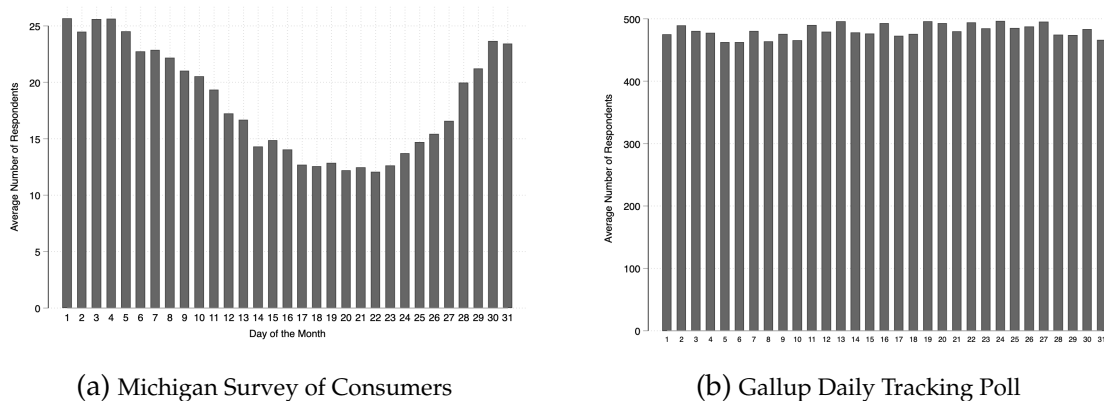 Average Number of Respondents
25
20
15
10
5
0
1 2 3 4 5 6 7 8 9 10 11 12 13 14 15 16 17 18 19 20 21 22 23 24 25 26 27 28 29 30 31
Day of the Month
(a) Michigan Survey of Consumers
Average Number of Respondents
500
400
300
200
100
0
1 2 3 4 5 6 7 8 9 10 11 12 13 14 15 16 17 18 19 20 21 22 23 24 25 26 27 28 29 30 31
(b) Gallup Daily Tracking Poll